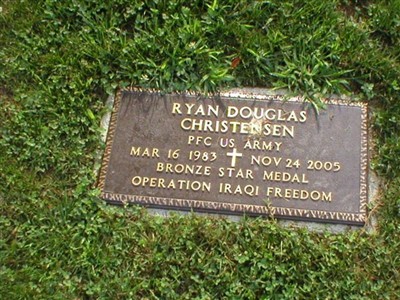 RYAN DOUGLAS
CHRISTENSEN
PFC US ARMY
MAR 16 1983 NOV 24 2005
BRONZE STAR MEDAL
OPERATION IRAQI FREEDOM